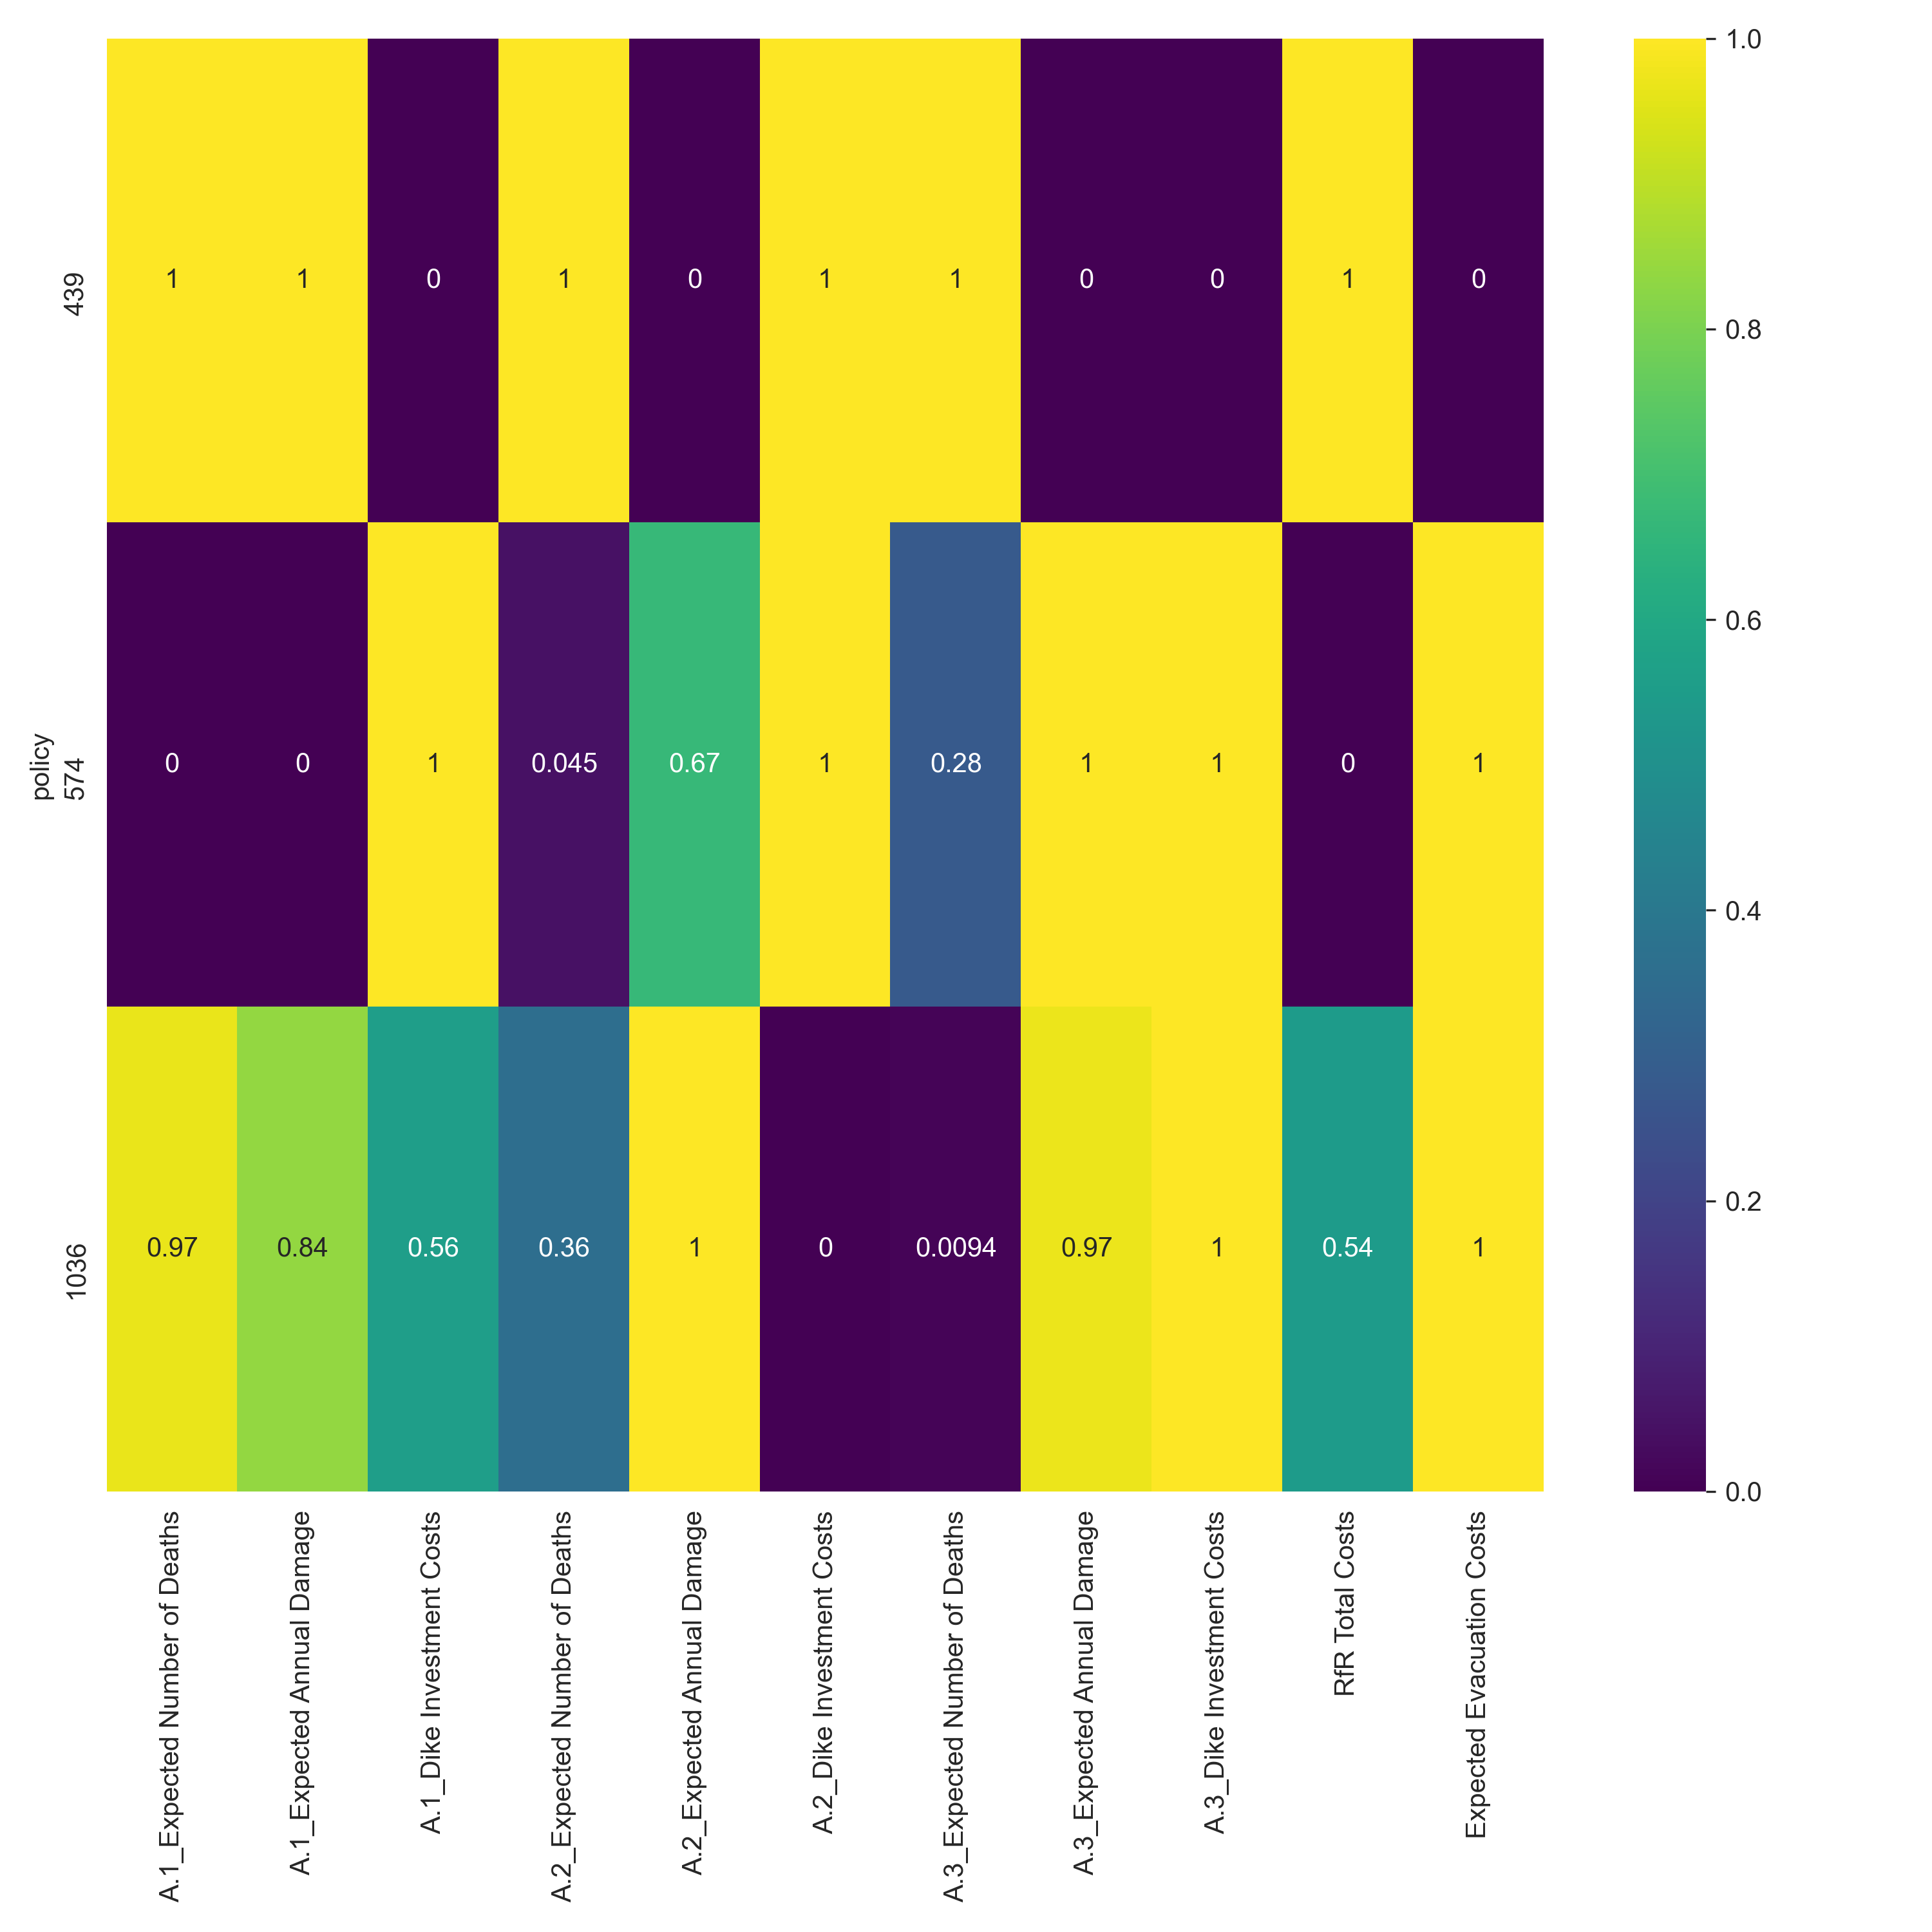 1 1 0 1 0 1 1 0 0 1 0
0 0 1 0.045 0.67 1 0.28 1 1 0 1
0.97 0.84 0.56 0.36 1 0 0.0094 0.97 1 0.54 1
policy
439
574
1036
A.1_Expected Number of Deaths
A.1_Expected Annual Damage
A.1_Dike Investment Costs
A.2_Expected Number of Deaths
A.2_Expected Annual Damage
A.2_Dike Investment Costs
A.3_Expected Number of Deaths
A.3_Expected Annual Damage
A.3_Dike Investment Costs
RfR Total Costs
Expected Evacuation Costs
1.0
0.8
0.6
0.4
0.2
0.0